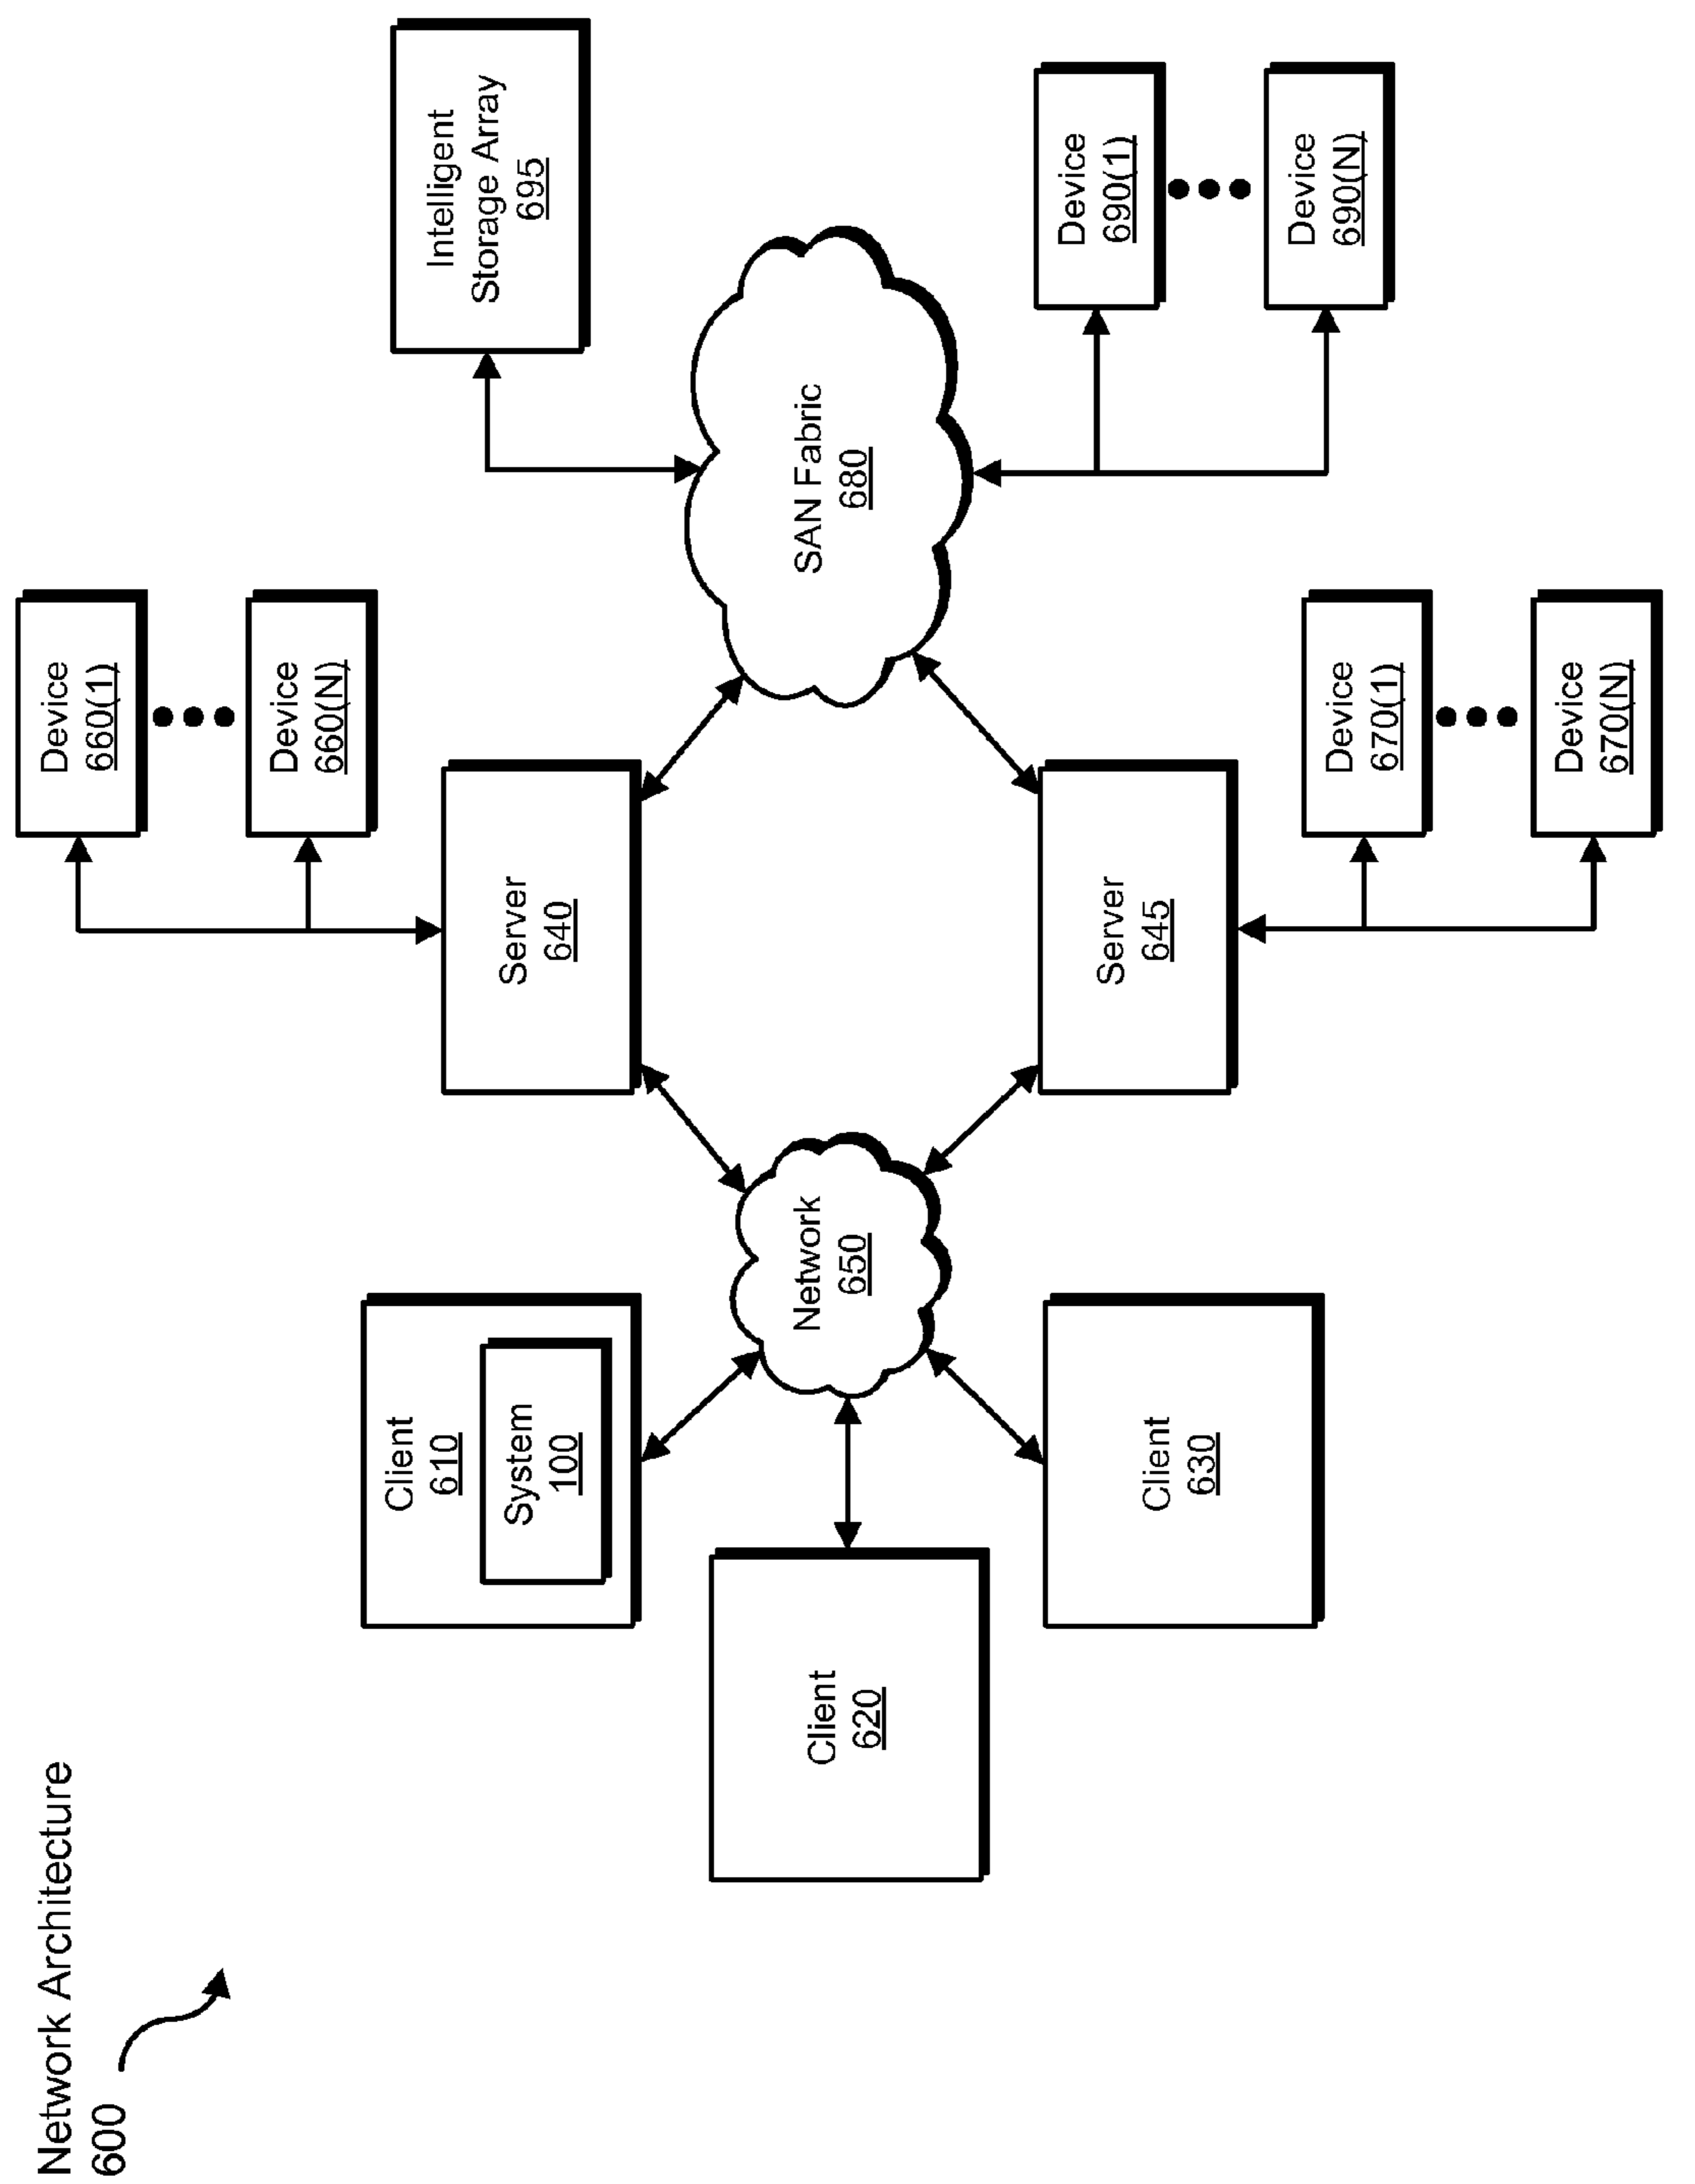 Network Architecture
600
Client
610
System
100
Client
620
Client
630
Network
650
Server
640
Server
645
Device
660(1)
Device
660(N)
Device
670(1)
Device
670(N)
SAN Fabric
680
Intelligent
Storage Array
695
Device
690(1)
Device
690(N)